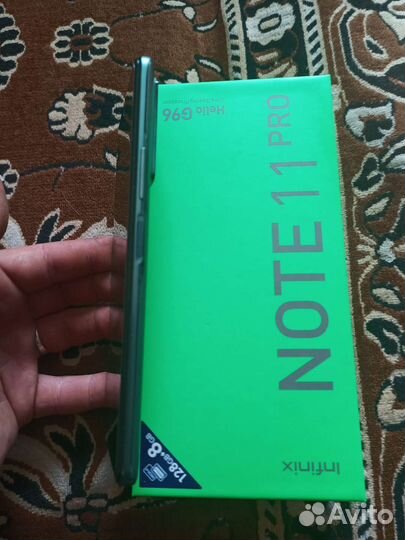 Helio G96
NOTE 11 PRO
Infinix
128GB+8GB
Avito